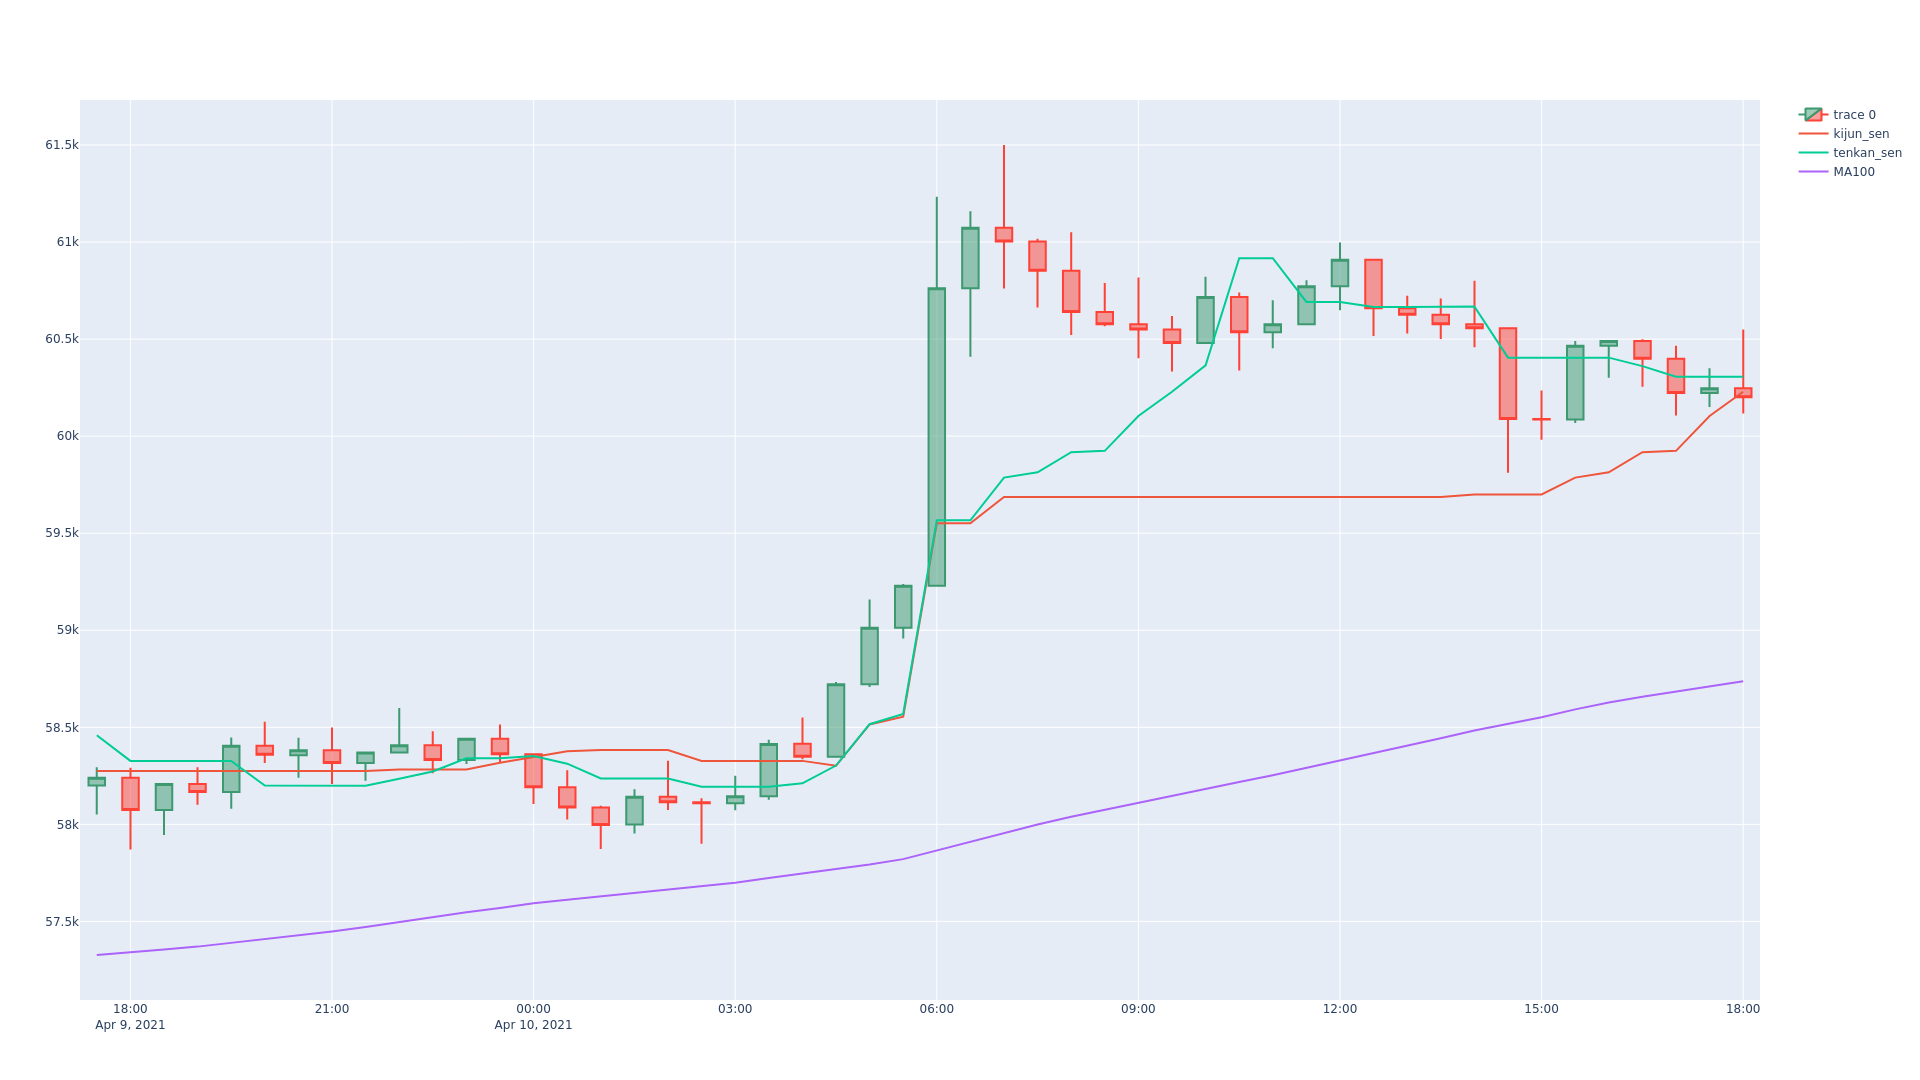 61.5k
61k
60.5k
60k
59.5k
59k
58.5k
58k
57.5k
18:00 21:00 00:00 03:00 06:00 09:00 12:00 15:00 18:00
Apr 9, 2021 Apr 10, 2021
trace 0
kijun_sen
tenkan_sen
MA100